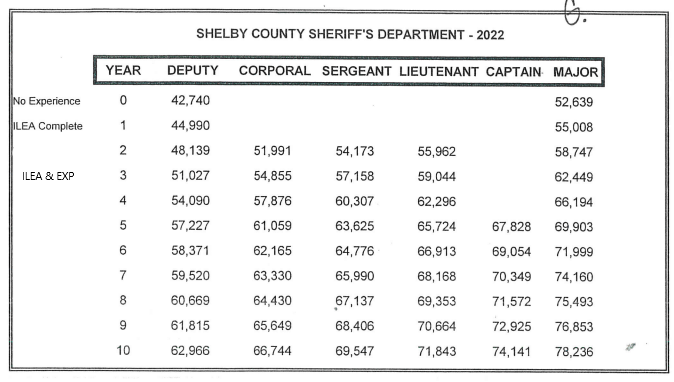 G.
SHELBY COUNTY SHERIFF'S DEPARTMENT - 2022
YEAR DEPUTY CORPORAL SERGEANT LIEUTENANT CAPTAIN MAJOR
No Experience 0 42,740 52,639
ILEA Complete 1 44,990 55,008
2 48,139 51,991 54,173 55,962 58,747
ILEA & EXP 3 51,027 54,855 57,158 59,044 62,449
4 54,090 57,876 60,307 62,296 66,194
5 57,227 61,059 63,625 65,724 67,828 69,903
6 58,371 62,165 64,776 66,913 69,054 71,999
7 59,520 63,330 65,990 68,168 70,349 74,160
8 60,669 64,430 67,137 69,353 71,572 75,493
9 61,815 65,649 68,406 70,664 72,925 76,853
10 62,966 66,744 69,547 71,843 74,141 78,236